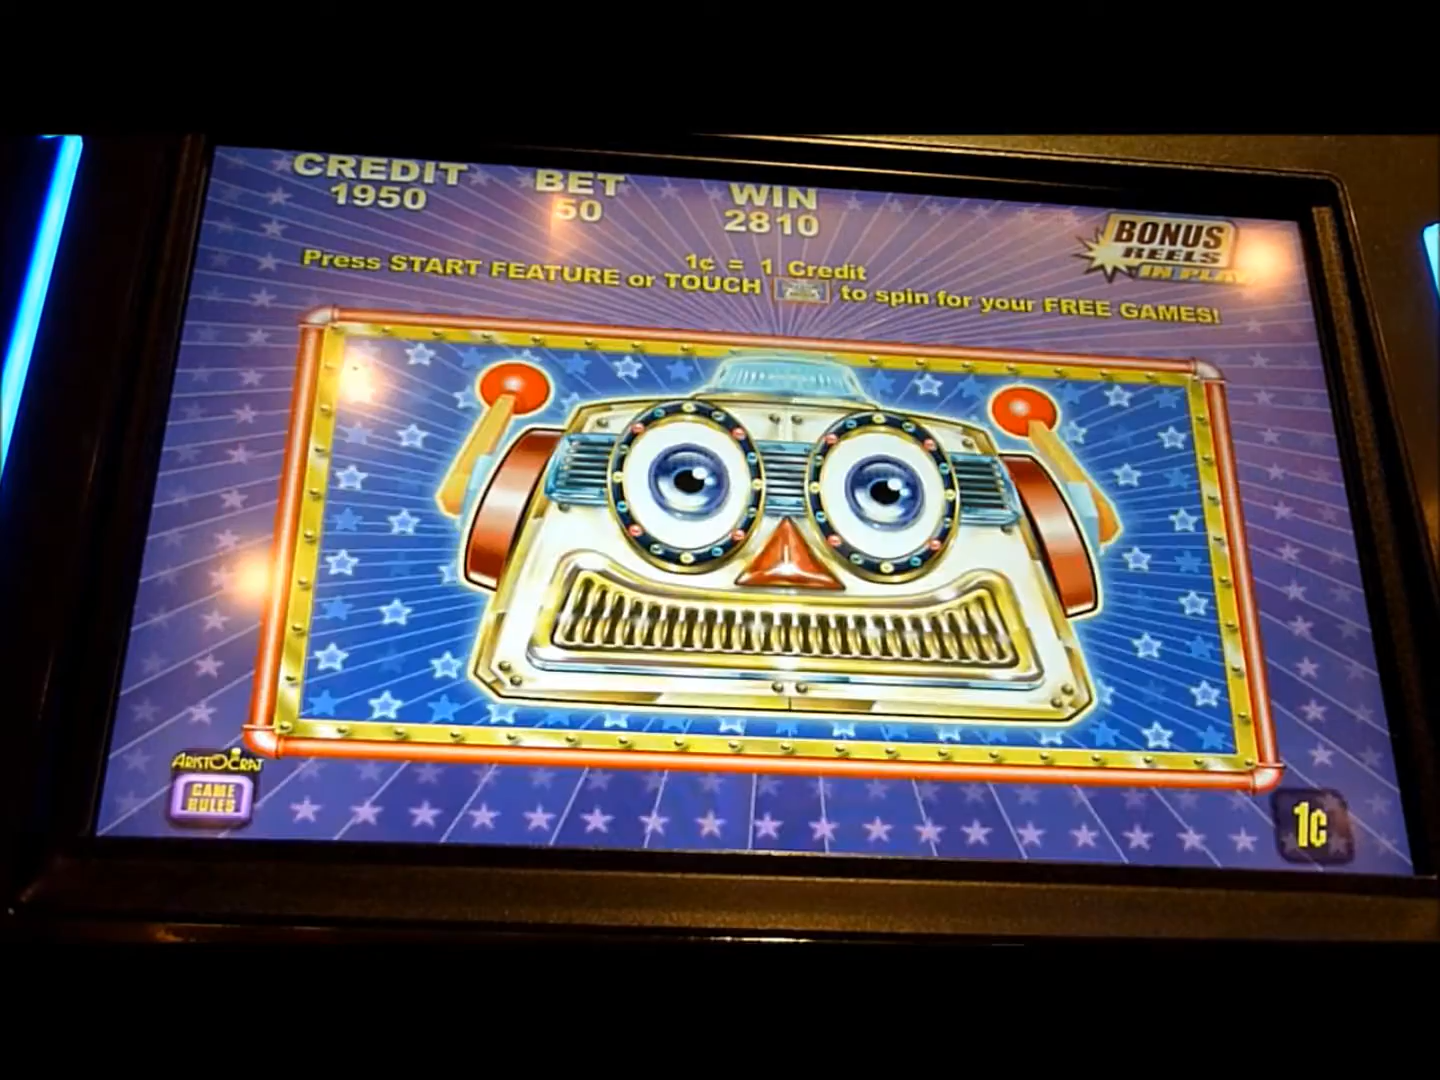 CREDIT BET WIN
1950 50 2810
BONUS
REELS
IN PLAY
1¢ = 1 Credit
Press START FEATURE or TOUCH to spin for your FREE GAMES!
ARISTOCRAT
GAME
RULES
1¢